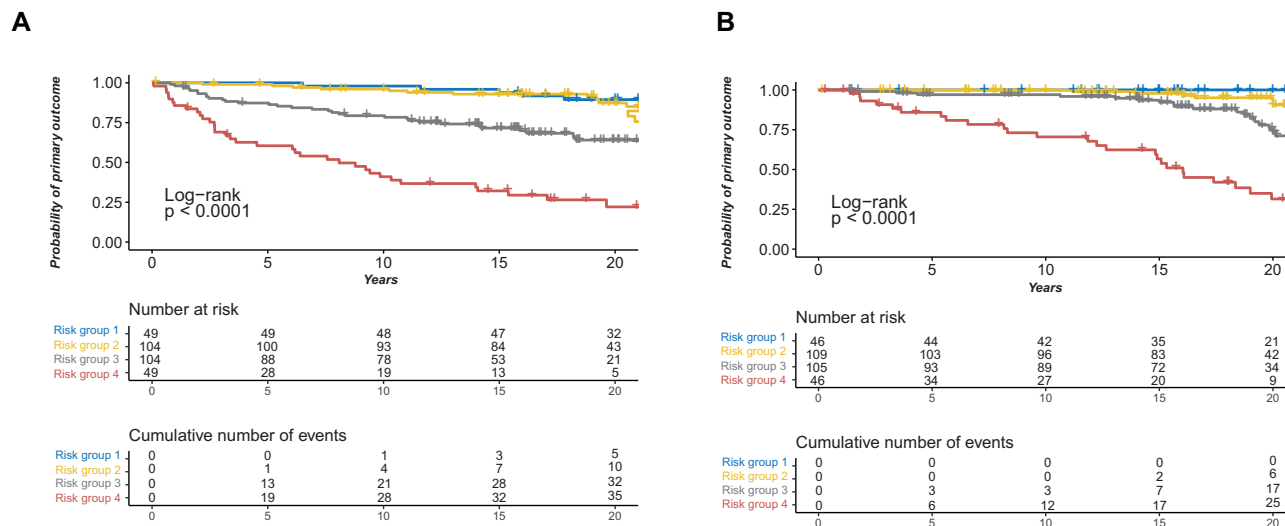 A
Probability of primary outcome
1.00
0.75
0.50
0.25
0.00
Log−rank
p < 0.0001
0 5 10 15 20
Years
Number at risk
Risk group 1 49 49 48 47 32
Risk group 2 104 100 93 84 43
Risk group 3 104 88 78 53 21
Risk group 4 49 28 19 13 5
0 5 10 15 20
Cumulative number of events
Risk group 1 0 0 1 3 5
Risk group 2 0 1 4 7 10
Risk group 3 0 13 21 28 32
Risk group 4 0 19 28 32 35
0 5 10 15 20
B
Probability of primary outcome
1.00
0.75
0.50
0.25
0.00
Log−rank
p < 0.0001
0 5 10 15 20
Years
Number at risk
Risk group 1 46 44 42 35 21
Risk group 2 109 103 96 83 42
Risk group 3 105 93 89 72 34
Risk group 4 46 34 27 20 9
0 5 10 15 20
Cumulative number of events
Risk group 1 0 0 0 0 0
Risk group 2 0 0 0 2 6
Risk group 3 0 3 3 7 17
Risk group 4 0 6 12 17 25
0 5 10 15 20